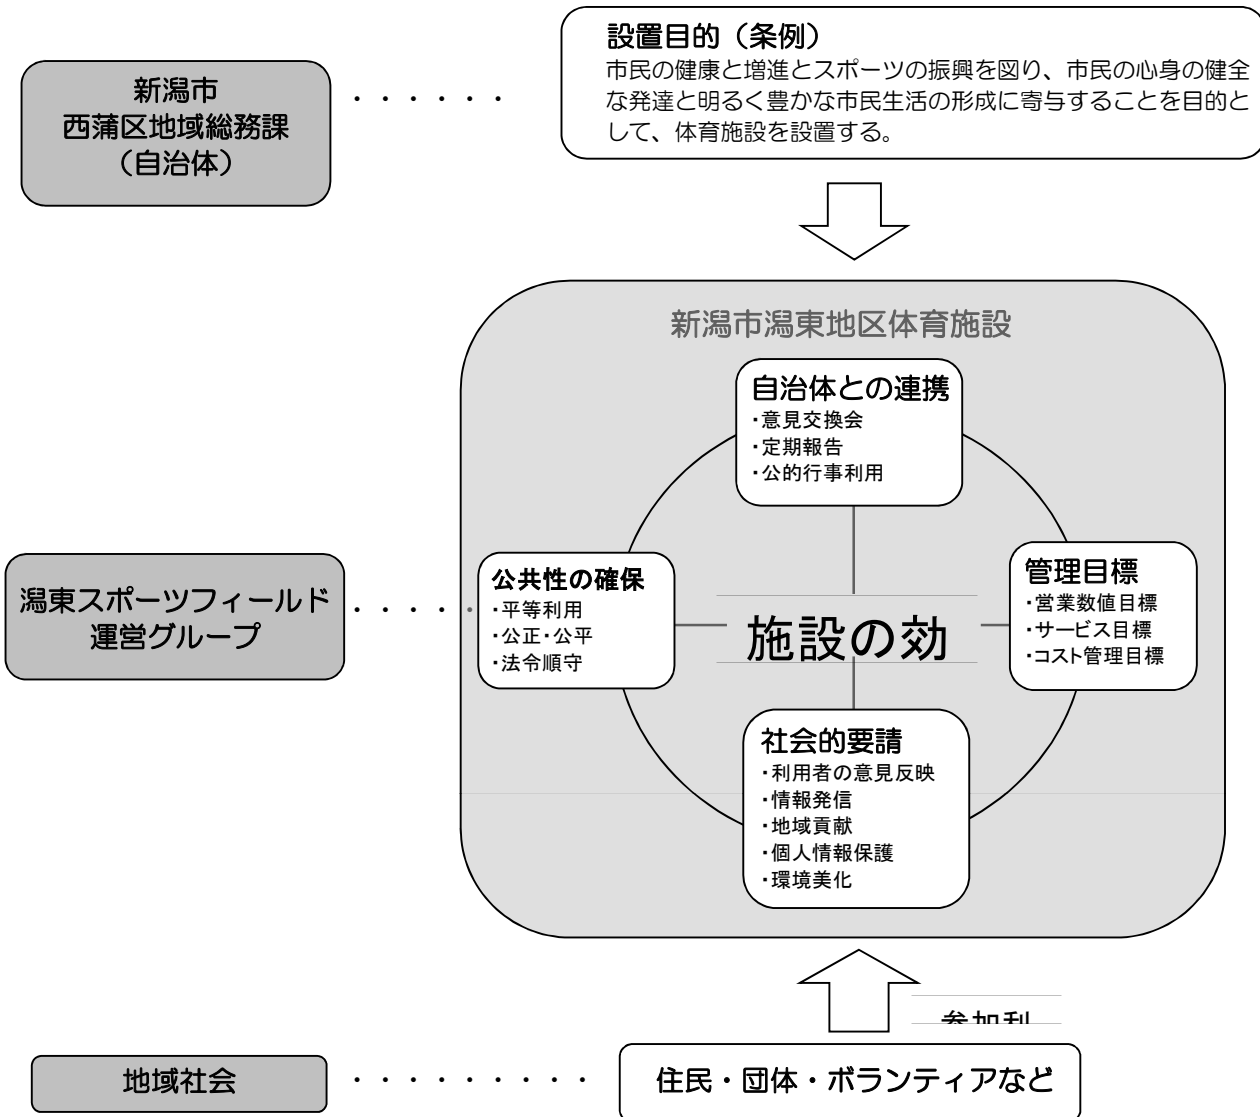 設置目的（条例）
市民の健康と増進とスポーツの振興を図り、市民の心身の健全
な発達と明るく豊かな市民生活の形成に寄与することを目的と
して、体育施設を設置する。
新潟市
西蒲区地域総務課
（自治体）
・・・・・・
新潟市潟東地区体育施設
自治体との連携
・意見交換会
・定期報告
・公的行事利用
公共性の確保
・平等利用
・公正・公平
・法令順守
管理目標
・営業数値目標
・サービス目標
・コスト管理目標
潟東スポーツフィールド
運営グループ
・・・・・
施設の効
社会的要請
・利用者の意見反映
・情報発信
・地域貢献
・個人情報保護
・環境美化
参加利
地域社会
・・・・・・・・・
住民・団体・ボランティアなど